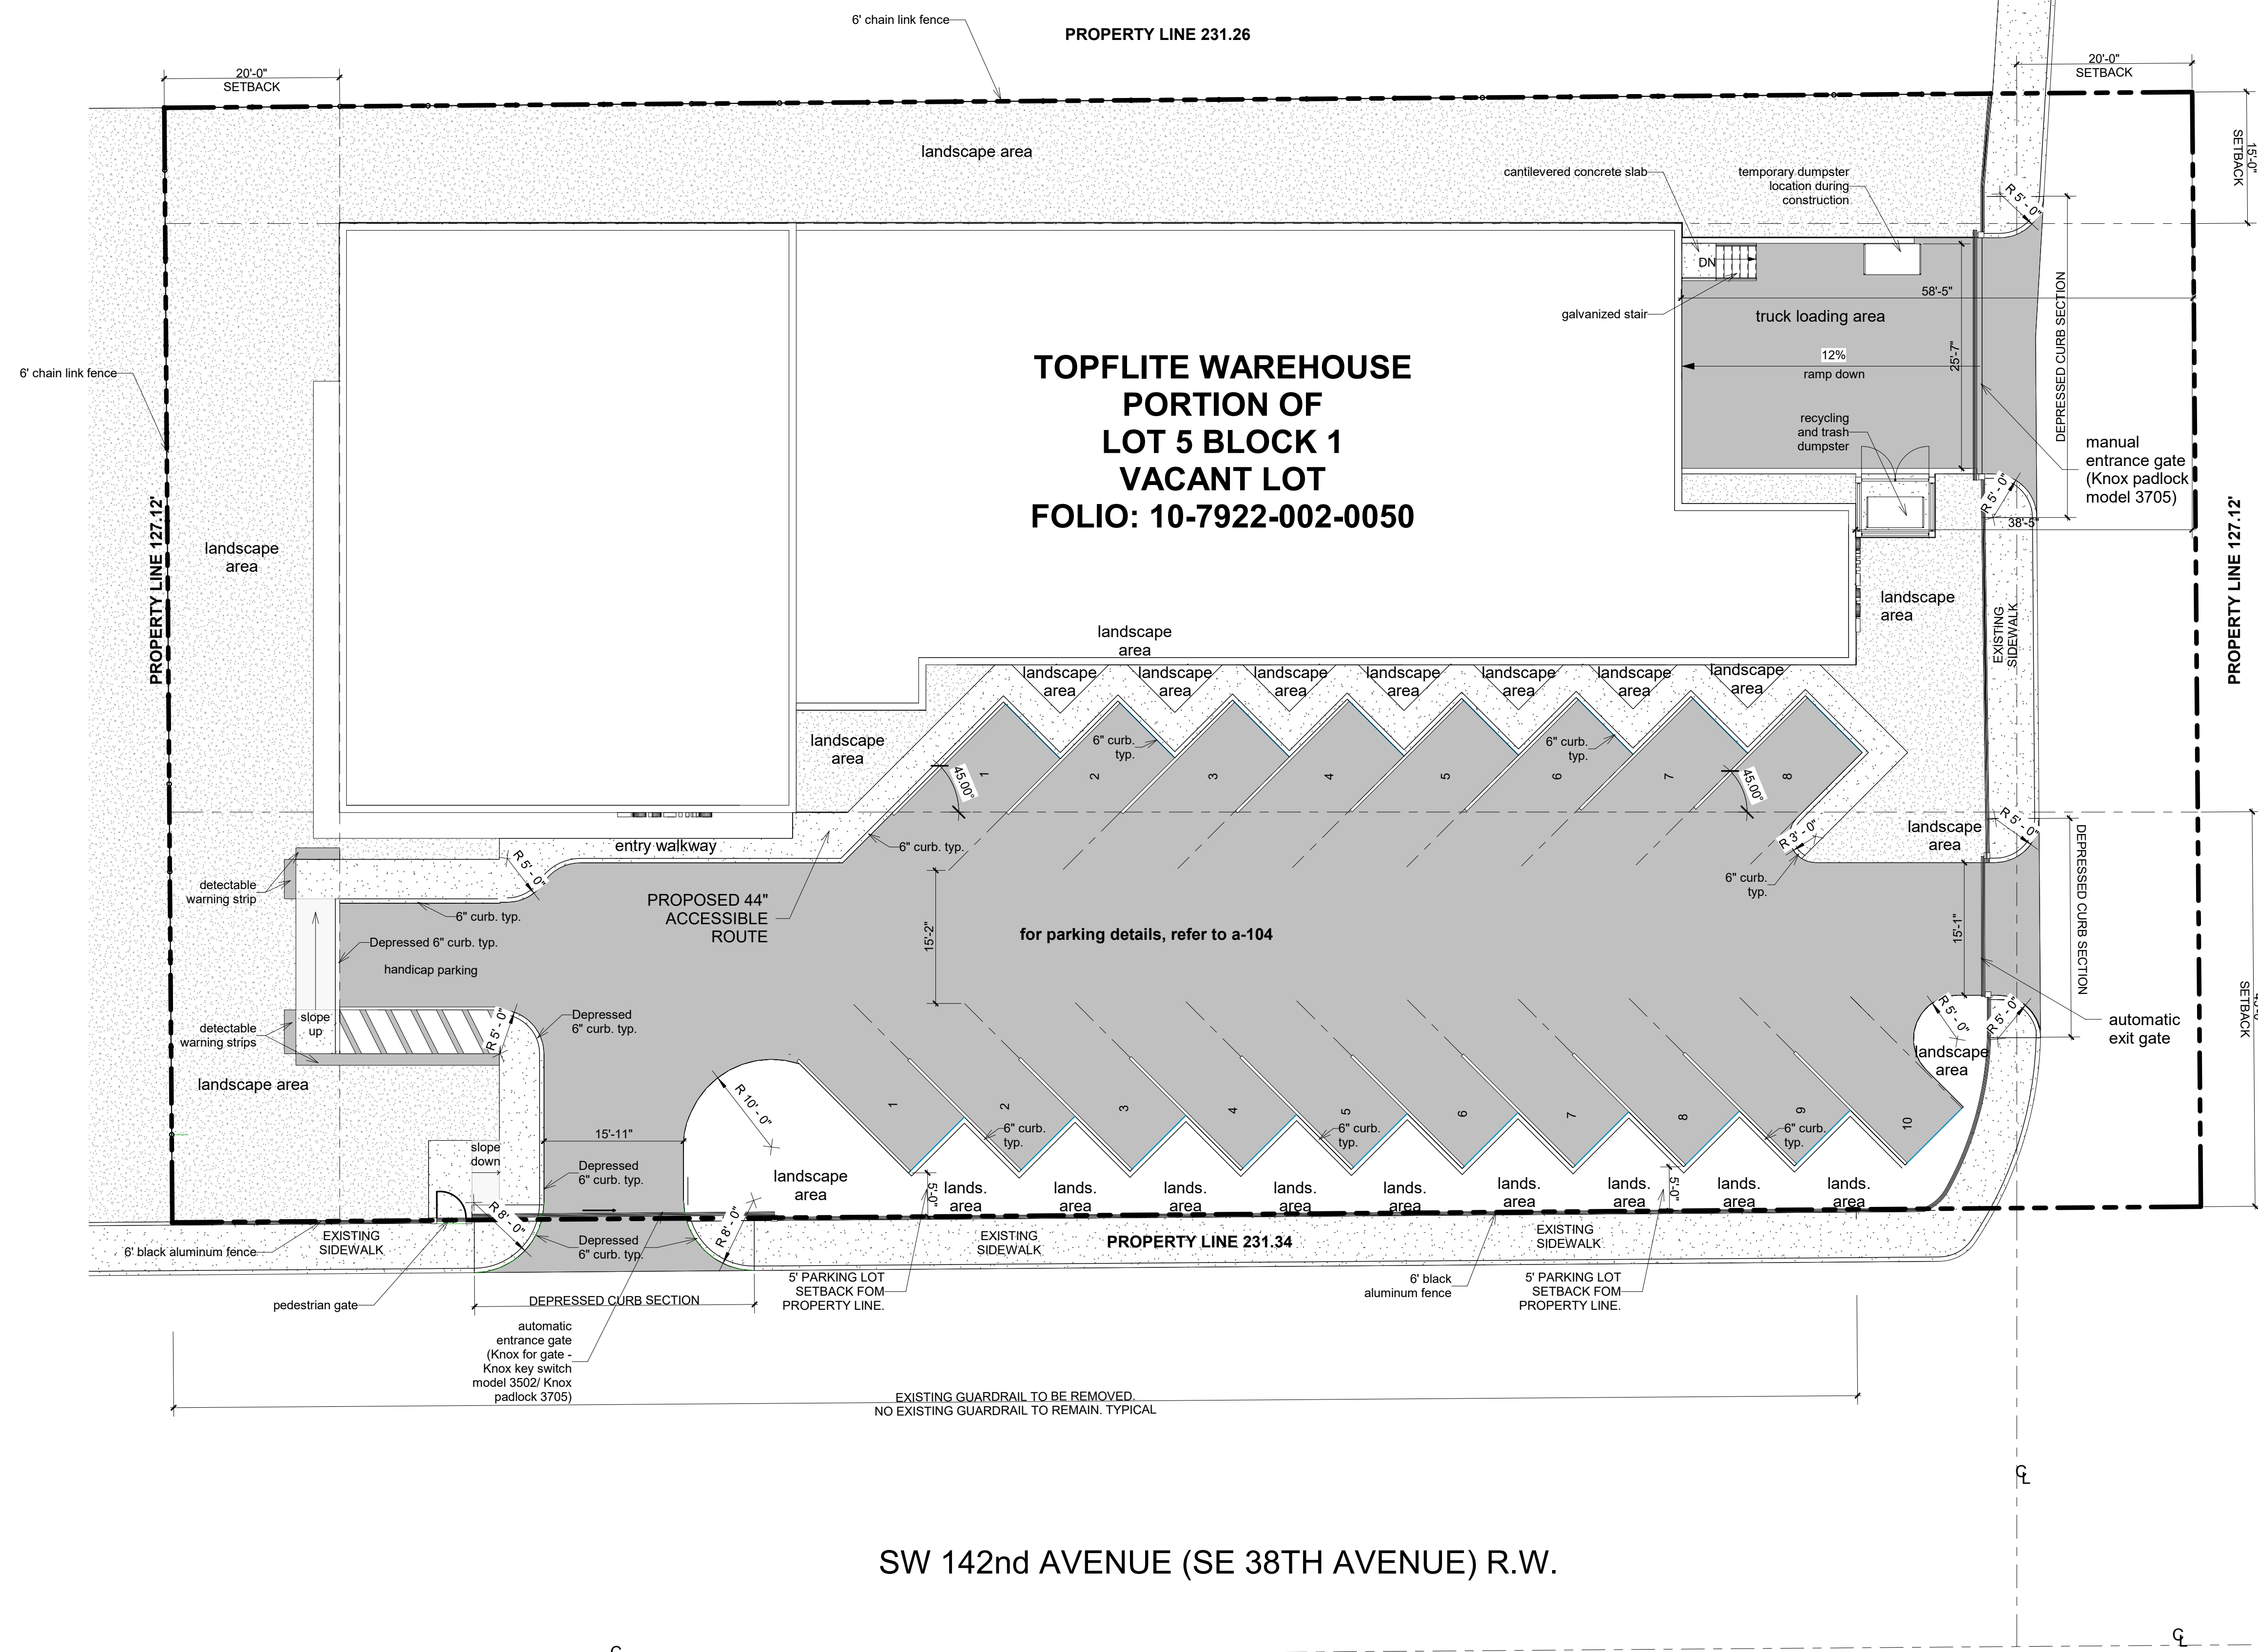 6' chain link fence
PROPERTY LINE 231.26
20'-0"
SETBACK
20'-0"
SETBACK
15'-0"
SETBACK
landscape area
cantilevered concrete slab
temporary dumpster
location during
construction
R 5' - 0"
DN
58'-5"
galvanized stair
truck loading area
12%
ramp down
25'-7"
DEPRESSED CURB SECTION
6' chain link fence
TOPFLITE WAREHOUSE
PORTION OF
LOT 5 BLOCK 1
VACANT LOT
FOLIO: 10-7922-002-0050
recycling
and trash
dumpster
manual
entrance gate
(Knox padlock
model 3705)
R 5' - 0"
38'-5"
PROPERTY LINE 127.12'
PROPERTY LINE 127.12'
landscape
area
landscape
area
EXISTING
SIDEWALK
landscape
area
landscape
area
landscape
area
landscape
area
landscape
area
landscape
area
landscape
area
landscape
area
landscape
area
6" curb.
typ.
6" curb.
typ.
45.00°
45.00°
1
2
3
4
5
6
7
8
entry walkway
6" curb. typ.
R 3' - 0"
landscape
area
R 5' - 0"
R 5' - 0"
detectable
warning strip
6" curb. typ.
PROPOSED 44"
ACCESSIBLE
ROUTE
6" curb.
typ.
DEPRESSED CURB SECTION
Depressed 6" curb. typ.
handicap parking
15'-2"
for parking details, refer to a-104
15'-1"
SETBACK
slope
up
detectable
warning strips
R 5' - 0"
Depressed
6" curb. typ.
R 5' - 0"
R 5' - 0"
automatic
exit gate
landscape
area
landscape area
R 10' - 0"
1
2
3
4
5
6
7
8
9
10
15'-11"
6" curb.
typ.
6" curb.
typ.
6" curb.
typ.
slope
down
Depressed
6" curb. typ.
landscape
area
5'-0"
5'-0"
lands.
area
lands.
area
lands.
area
lands.
area
lands.
area
lands.
area
lands.
area
lands.
area
lands.
area
R 8' - 0"
R 8' - 0"
6' black aluminum fence
EXISTING
SIDEWALK
Depressed
6" curb. typ.
EXISTING
SIDEWALK
PROPERTY LINE 231.34
EXISTING
SIDEWALK
pedestrian gate
DEPRESSED CURB SECTION
5' PARKING LOT
SETBACK FOM
PROPERTY LINE.
6' black
aluminum fence
5' PARKING LOT
SETBACK FOM
PROPERTY LINE.
automatic
entrance gate
(Knox for gate -
Knox key switch
model 3502/ Knox
padlock 3705)
EXISTING GUARDRAIL TO BE REMOVED.
NO EXISTING GUARDRAIL TO REMAIN. TYPICAL
CL
SW 142nd AVENUE (SE 38TH AVENUE) R.W.
CL